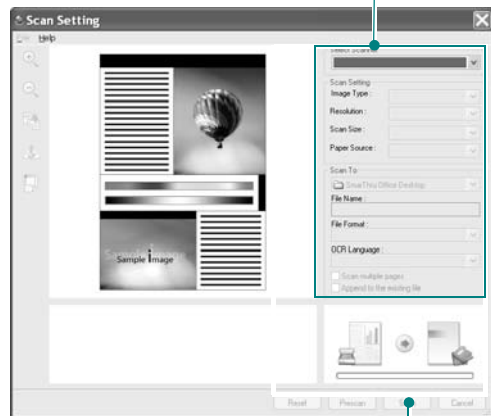 Scan Setting
Help
Select Scanner
Scan Setting
Image Type :
Resolution :
Scan Size :
Paper Source :
Scan To
SmarThru Office Desktop
File Name :
File Format :
OCR Language :
Scan multiple pages
Append to the existing file
Sample image
Reset
Prescan
Cancel